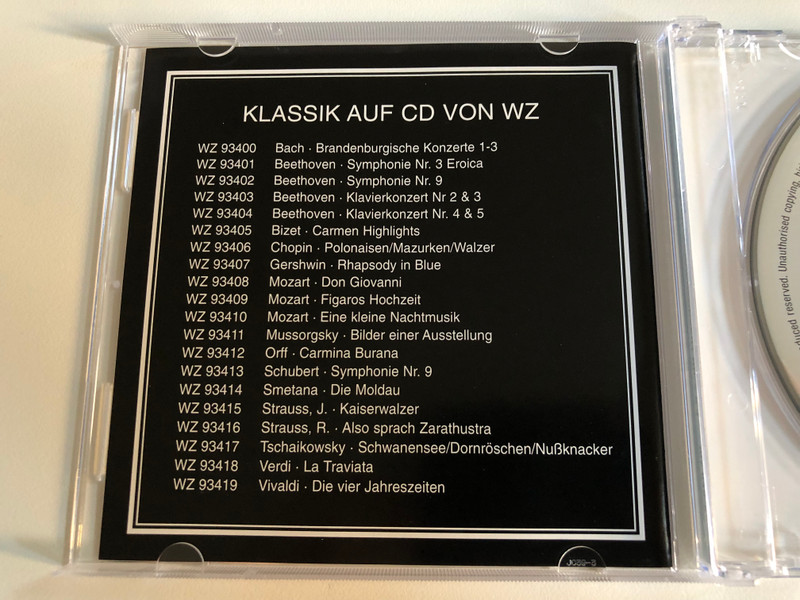 KLASSIK AUF CD VON WZ
WZ 93400 Bach · Brandenburgische Konzerte 1-3
WZ 93401 Beethoven · Symphonie Nr. 3 Eroica
WZ 93402 Beethoven · Symphonie Nr. 9
WZ 93403 Beethoven · Klavierkonzert Nr 2 & 3
WZ 93404 Beethoven · Klavierkonzert Nr. 4 & 5
WZ 93405 Bizet · Carmen Highlights
WZ 93406 Chopin · Polonaisen/Mazurken/Walzer
WZ 93407 Gershwin · Rhapsody in Blue
WZ 93408 Mozart · Don Giovanni
WZ 93409 Mozart · Figaros Hochzeit
WZ 93410 Mozart · Eine kleine Nachtmusik
WZ 93411 Mussorgsky · Bilder einer Ausstellung
WZ 93412 Orff · Carmina Burana
WZ 93413 Schubert · Symphonie Nr. 9
WZ 93414 Smetana · Die Moldau
WZ 93415 Strauss, J. · Kaiserwalzer
WZ 93416 Strauss, R. · Also sprach Zarathustra
WZ 93417 Tschaikowsky · Schwanensee/Dornröschen/Nußknacker
WZ 93418 Verdi · La Traviata
WZ 93419 Vivaldi · Die vier Jahreszeiten
reserved. Unauthorised copying,